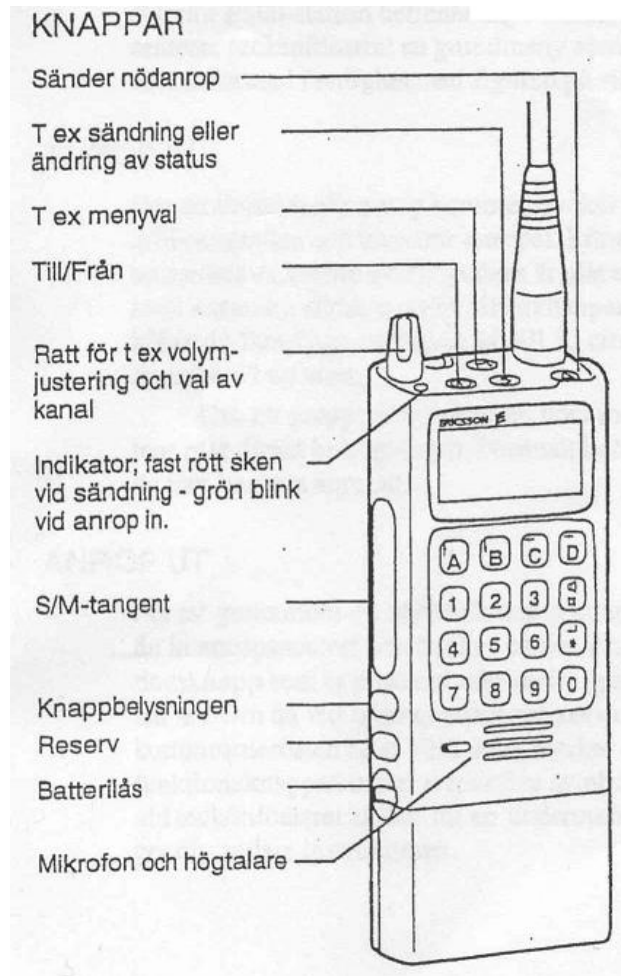 KNAPPAR
Sänder nödanrop
T ex sändning eller
ändring av status
T ex menyval
Till/Från
Ratt för t ex volym-
justering och val av
kanal
Indikator; fast rött sken
vid sändning - grön blink
vid anrop in.
S/M-tangent
Knappbelysningen
Reserv
Batterilås
Mikrofon och högtalare
ERICSSON
A B C D
1 2 3
4 5 6 *
7 8 9 0